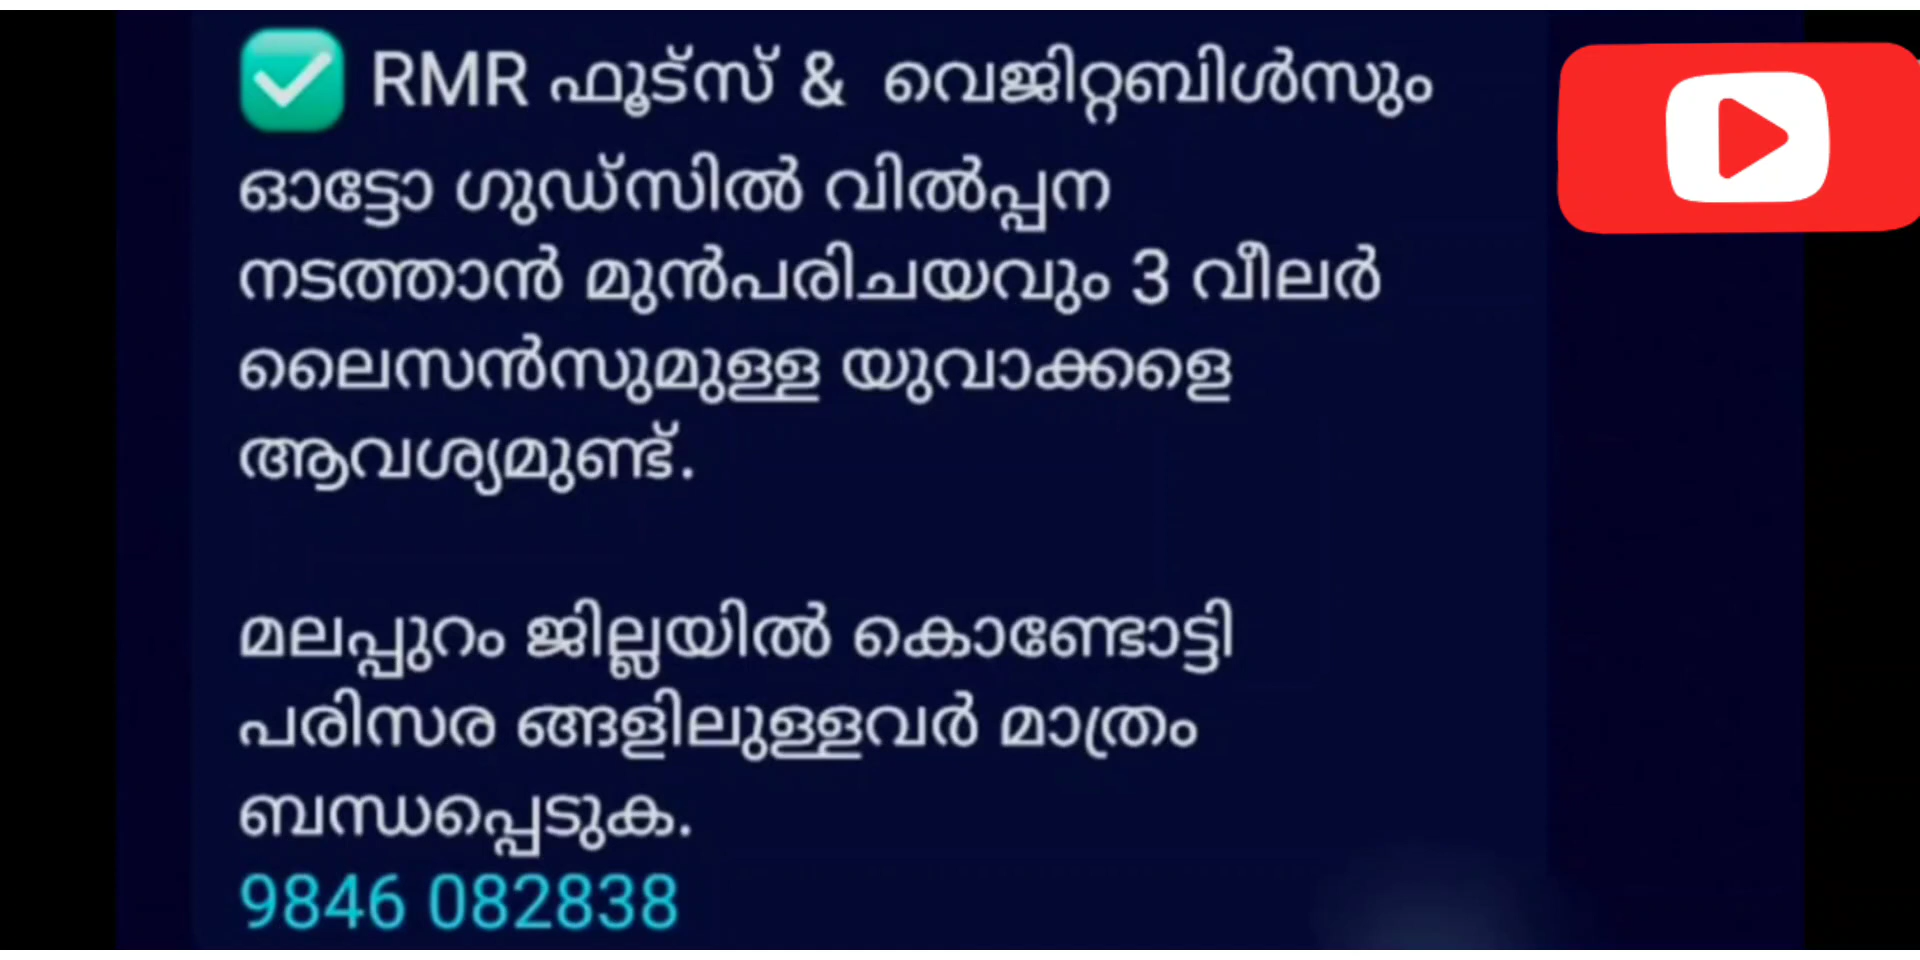 ✅ RMR ഫൂട്സ് & വെജിറ്റബിൾസും
ഓട്ടോ ഗുഡ്സിൽ വിൽപ്പന
നടത്താൻ മുൻപരിചയവും 3 വീലർ
ലൈസൻസുമുള്ള യുവാക്കളെ
ആവശ്യമുണ്ട്.
മലപ്പുറം ജില്ലയിൽ കൊണ്ടോട്ടി
പരിസര ങ്ങളിലുള്ളവർ മാത്രം
ബന്ധപ്പെടുക.
9846 082838